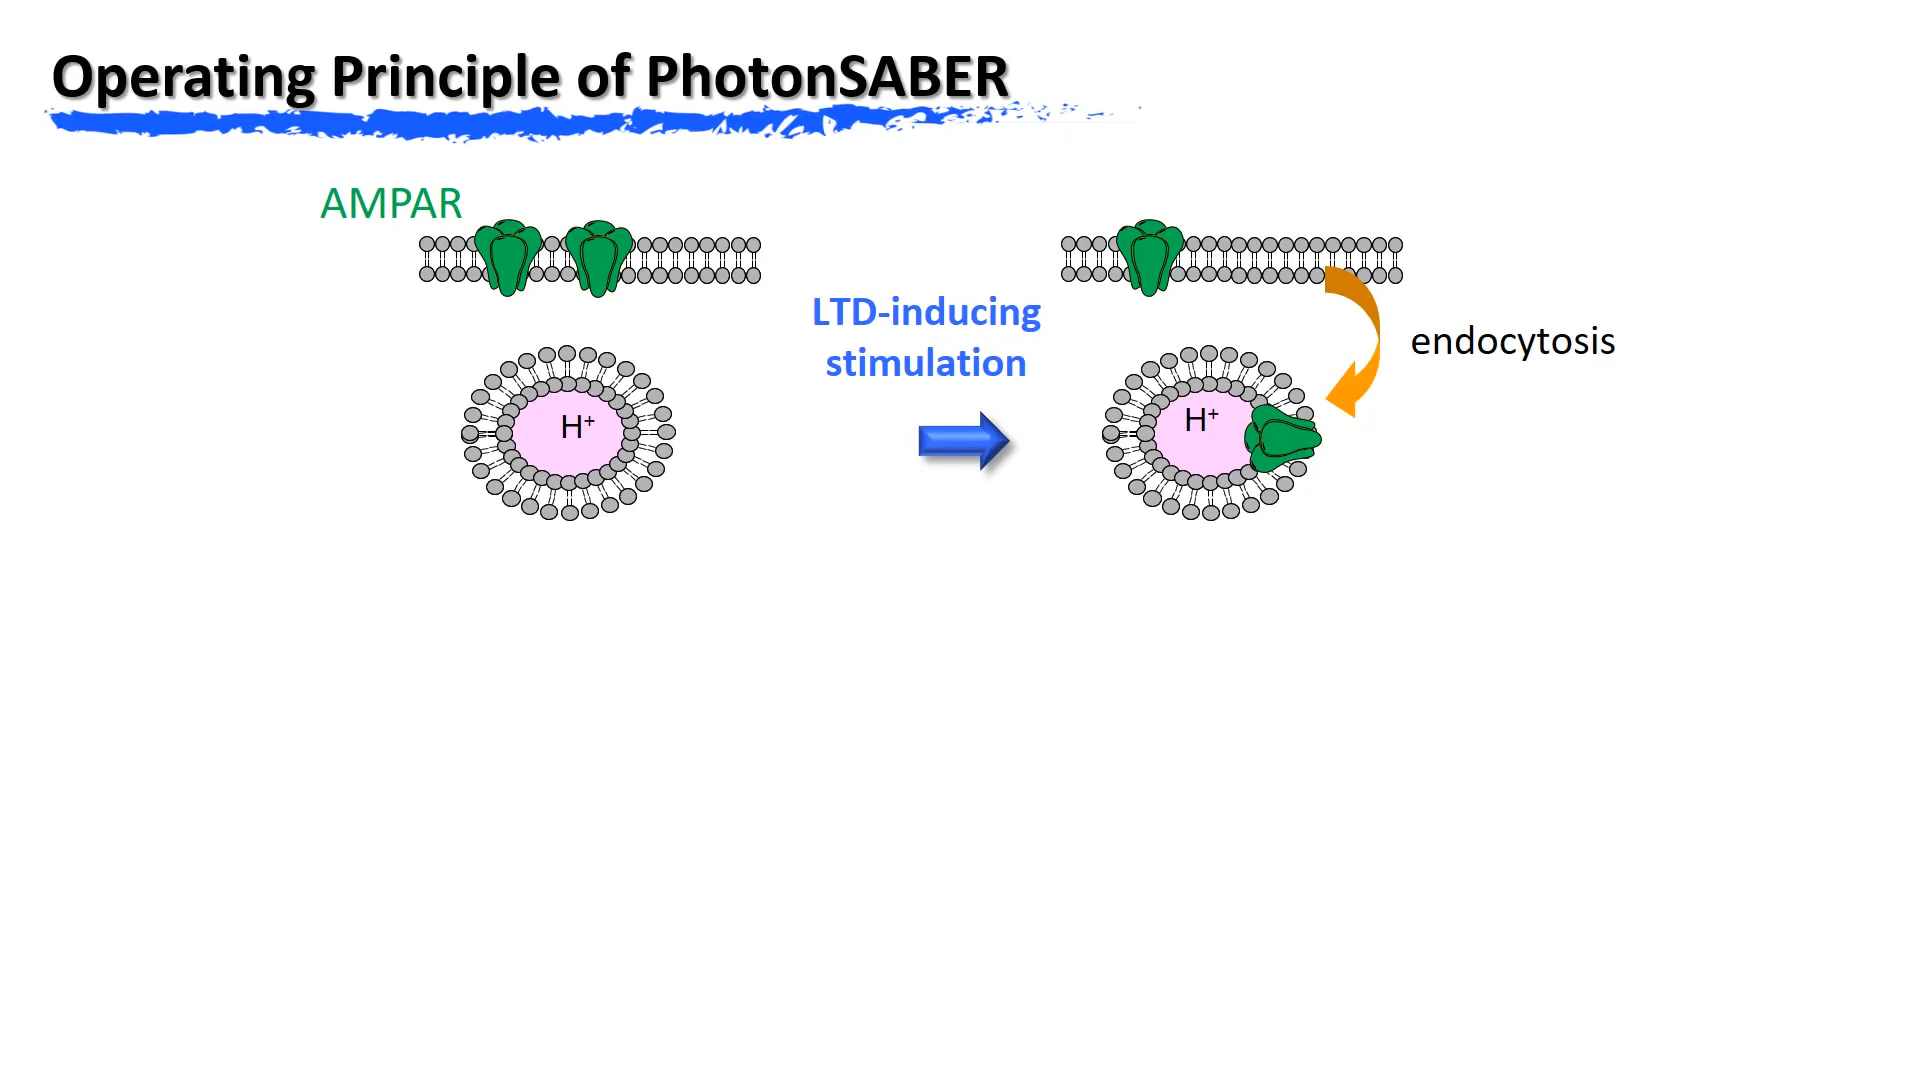 Operating Principle of PhotonSABER
AMPAR
LTD-inducing
stimulation
endocytosis
H⁺
H⁺